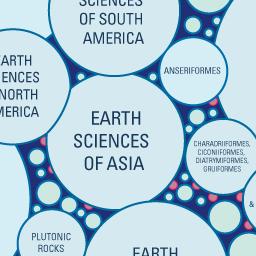 SCIENCES
OF SOUTH
AMERICA
EARTH
SCIENCES
NORTH
AMERICA
ANSERIFORMES
EARTH
SCIENCES
OF ASIA
CHARADRIIFORMES,
CICONIIFORMES,
DIATRYMIFORMES,
GRUIFORMES
&
PLUTONIC
ROCKS
EARTH